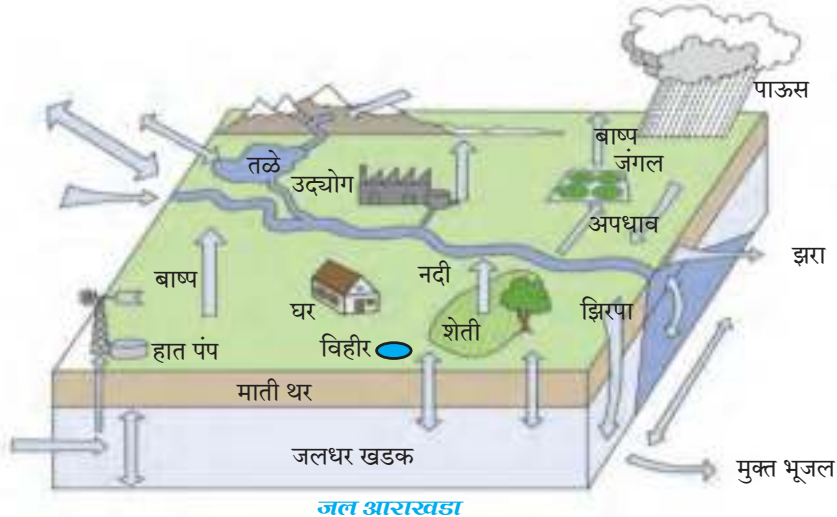 पाऊस
बाष्प
जंगल
तळे
उद्योग
अपधाव
झरा
बाष्प
नदी
घर
झिरपा
शेती
हात पंप
विहीर
माती थर
जलधर खडक
मुक्त भूजल
जल आराखडा